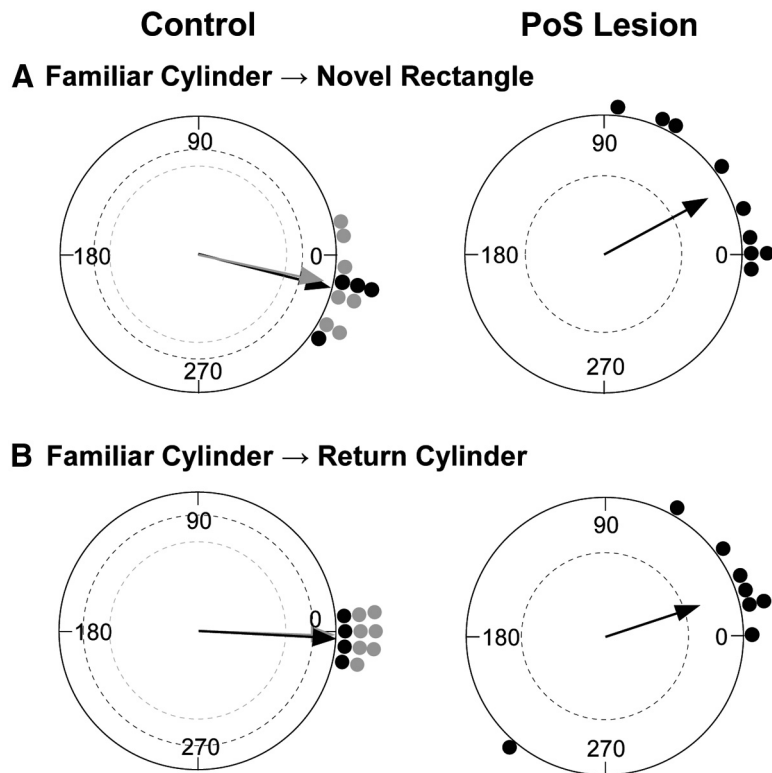 Control PoS Lesion
A Familiar Cylinder → Novel Rectangle
90 90
180 0 180 0
270 270
B Familiar Cylinder → Return Cylinder
90 90
180 0 180 0
270 270